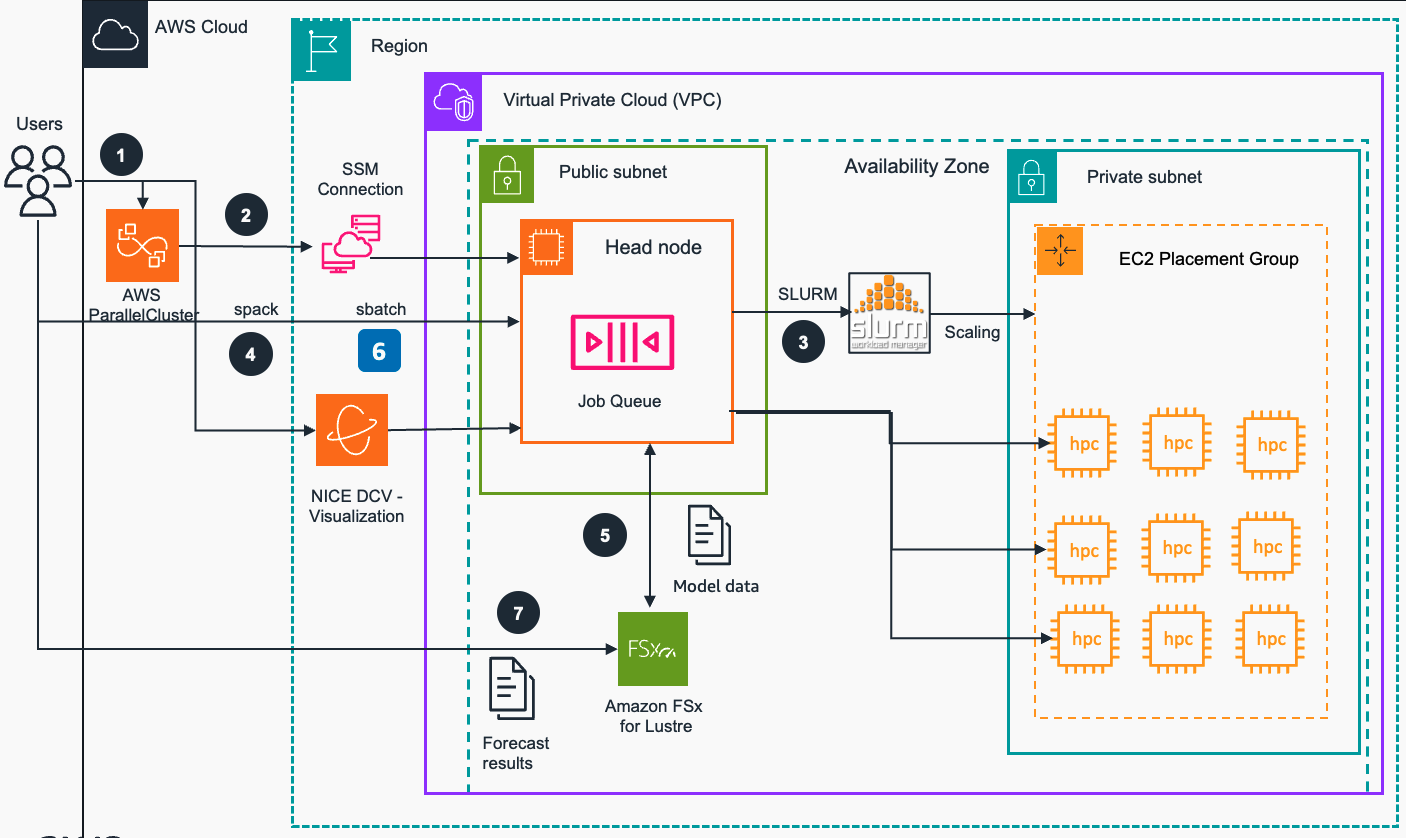 AWS Cloud
Region
Virtual Private Cloud (VPC)
Users
1
2
SSM
Connection
Public subnet
Availability Zone
Private subnet
Head node
EC2 Placement Group
AWS
ParallelCluster
spack
sbatch
4
6
SLURM
3
slurm
workload manager
Scaling
Job Queue
NICE DCV -
Visualization
hpc
hpc
hpc
hpc
hpc
hpc
hpc
hpc
hpc
5
Model data
7
FSx
Amazon FSx
for Lustre
Forecast
results